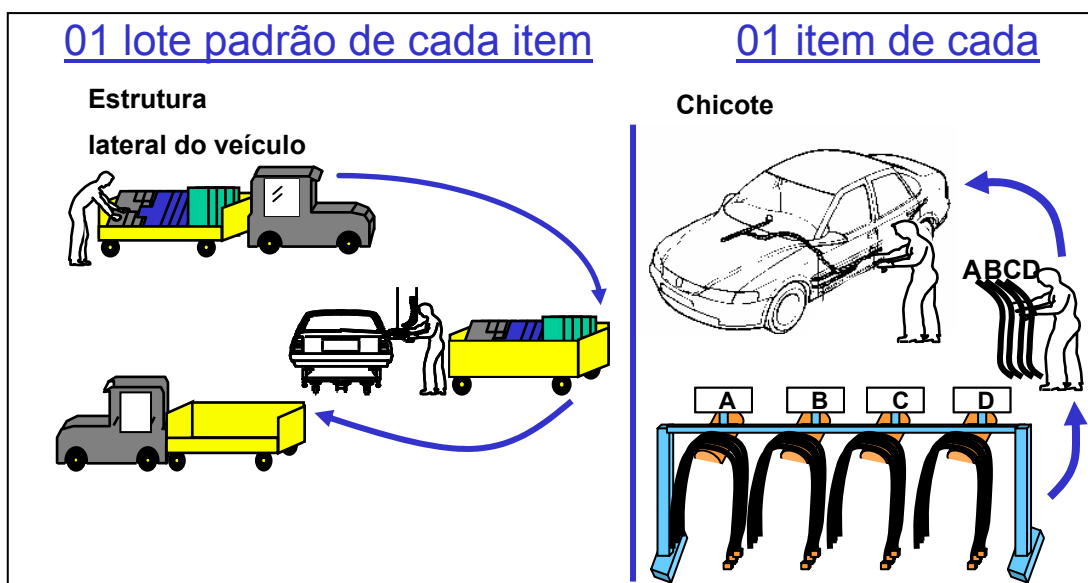 01 lote padrão de cada item
01 item de cada
Estrutura
lateral do veículo
Chicote
ABCD
A B C D